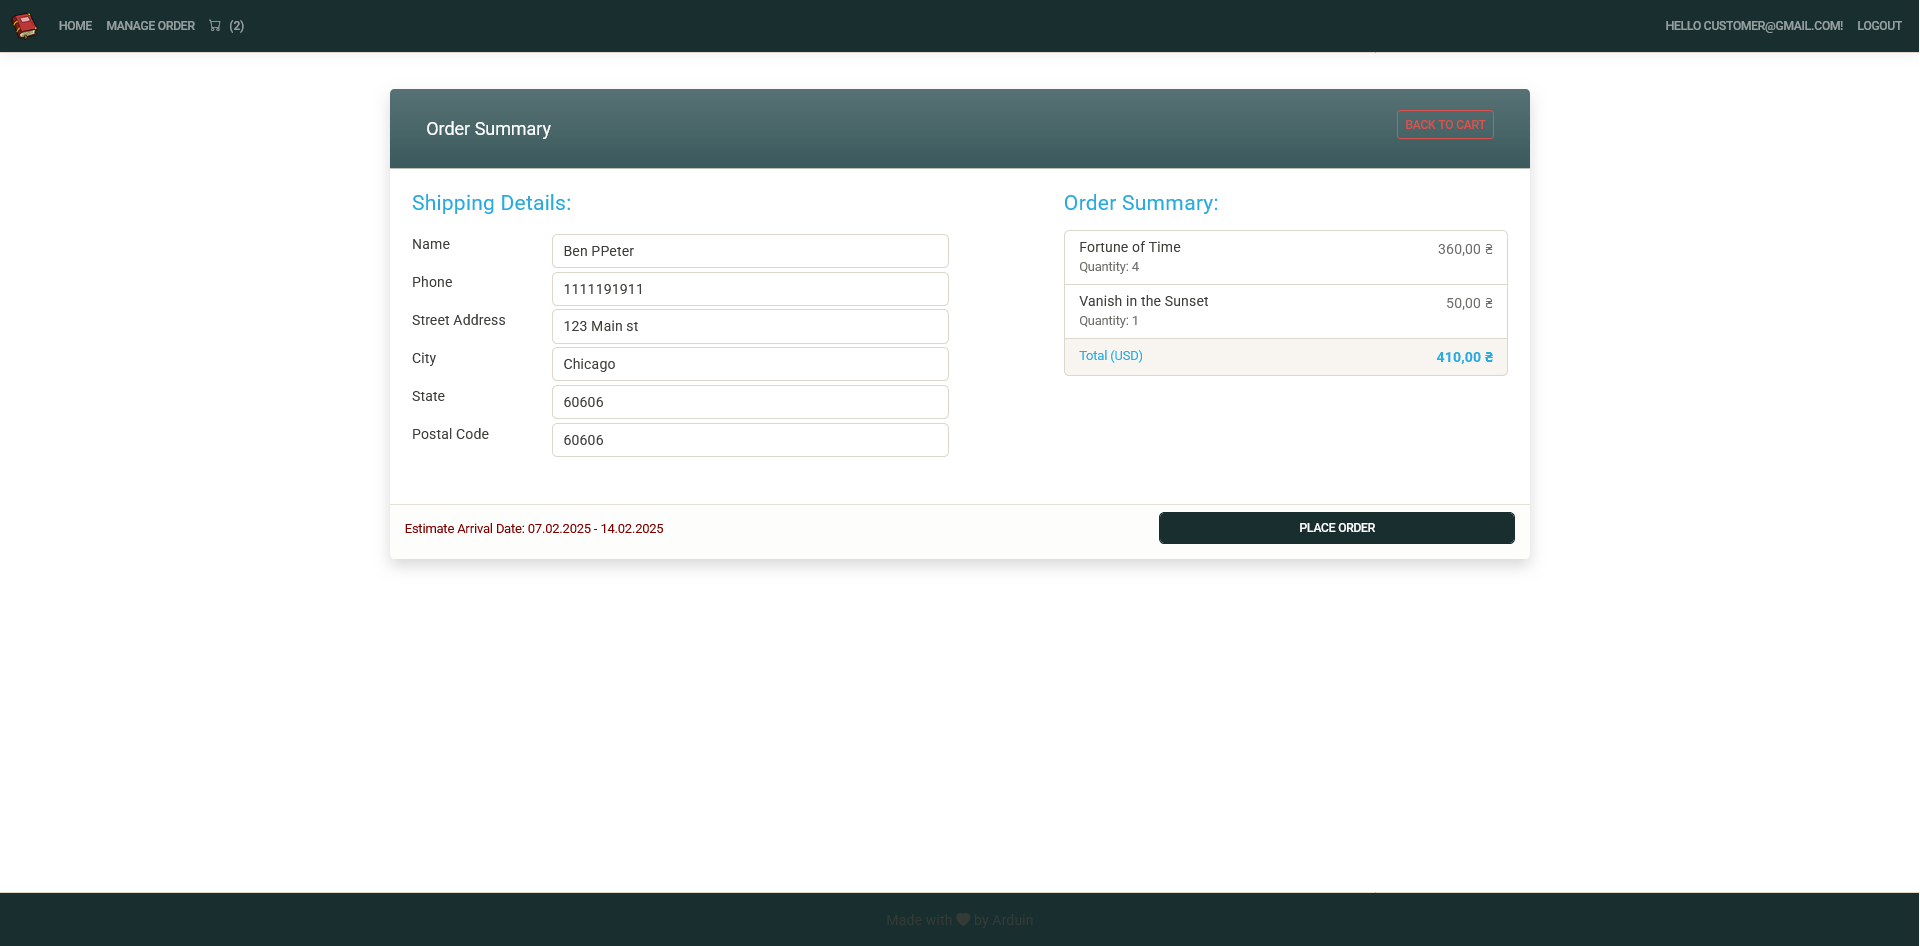 HOME MANAGE ORDER (2) HELLO CUSTOMER@GMAIL.COM! LOGOUT
Order Summary BACK TO CART
Shipping Details:
Name Ben PPeter
Phone 1111191911
Street Address 123 Main st
City Chicago
State 60606
Postal Code 60606
Order Summary:
Fortune of Time 360,00 ₴
Quantity: 4
Vanish in the Sunset 50,00 ₴
Quantity: 1
Total (USD) 410,00 ₴
Estimate Arrival Date: 07.02.2025 - 14.02.2025 PLACE ORDER
Made with by Arduin